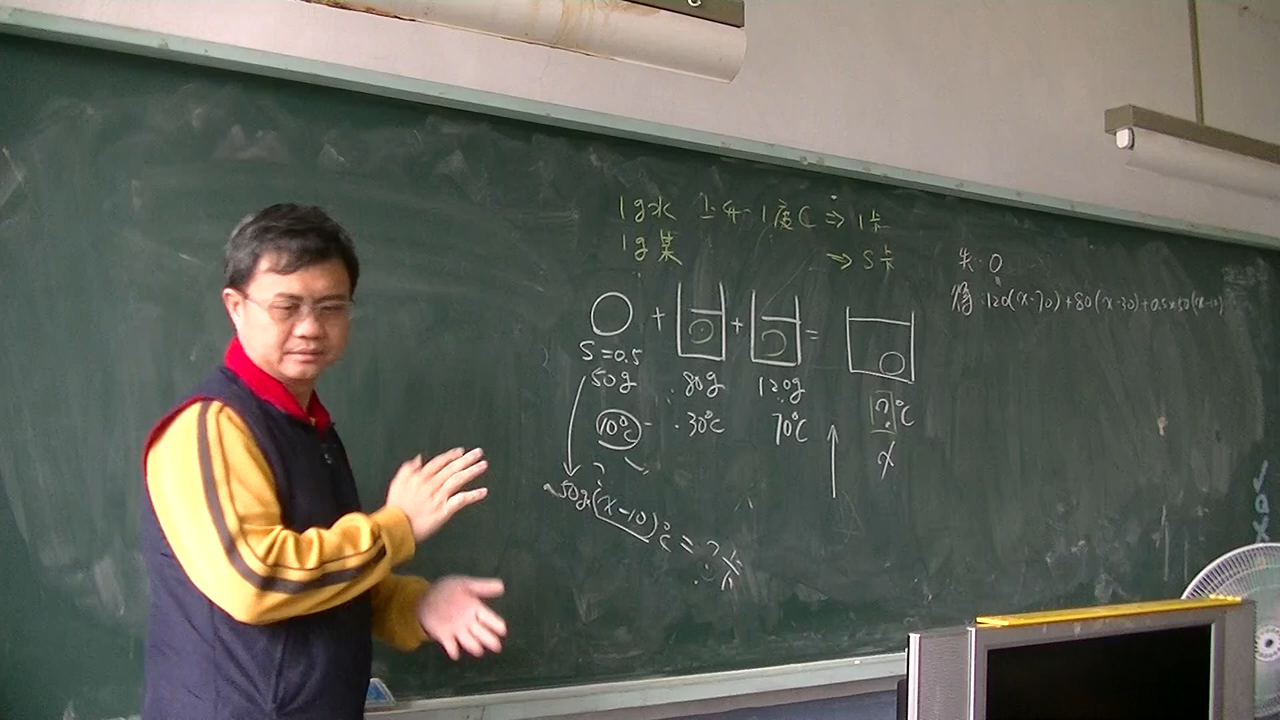 1g水 上升1度C ⇒ 1卡
1g某 ⇒ S卡
失:0
得:120(x-70)+80(x-30)+0.5×50(x-10)
+ + =
S=0.5
50g 80g 120g
10℃ 30℃ 70℃ ?℃
x
50g (x-10)℃ = ?卡